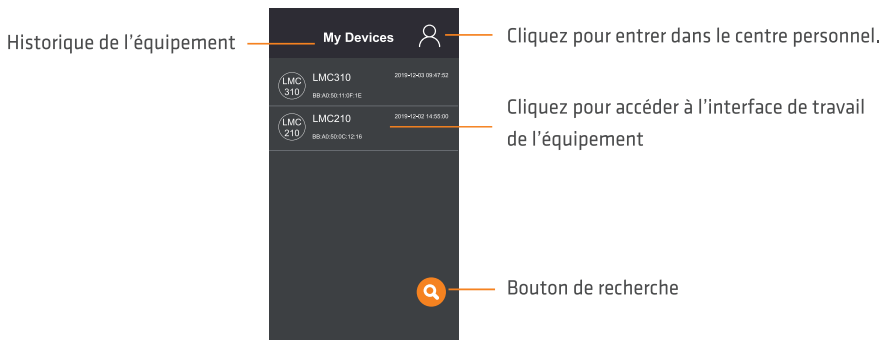 Historique de l'équipement
My Devices
Cliquez pour entrer dans le centre personnel.
LMC
310
LMC310
2019-12-03 09:47:52
BB:A0:50:11:0F:1E
LMC
210
LMC210
2019-12-02 14:55:00
BB:A0:50:0C:12:16
Cliquez pour accéder à l'interface de travail
de l'équipement
Bouton de recherche